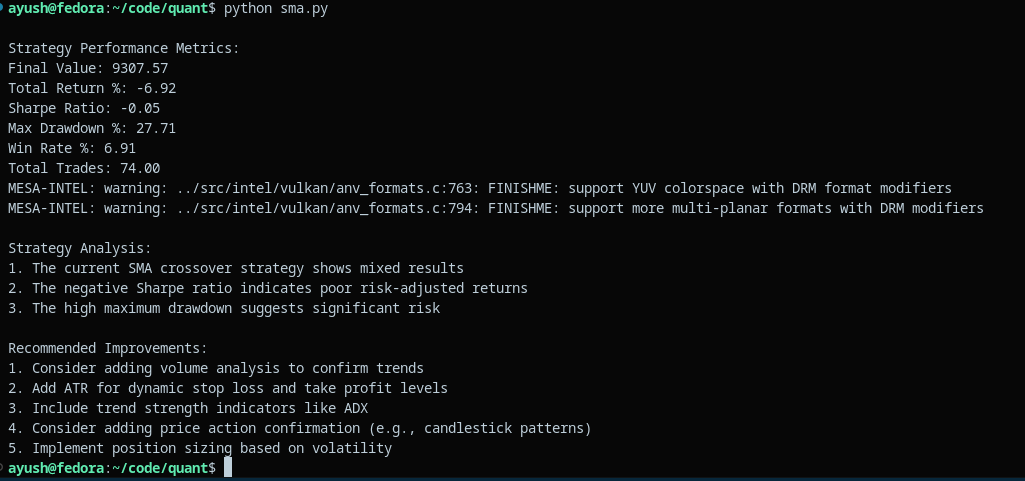 ayush@fedora:~/code/quant$ python sma.py
Strategy Performance Metrics:
Final Value: 9307.57
Total Return %: -6.92
Sharpe Ratio: -0.05
Max Drawdown %: 27.71
Win Rate %: 6.91
Total Trades: 74.00
MESA-INTEL: warning: ../src/intel/vulkan/anv_formats.c:763: FINISHME: support YUV colorspace with DRM format modifiers
MESA-INTEL: warning: ../src/intel/vulkan/anv_formats.c:794: FINISHME: support more multi-planar formats with DRM modifiers
Strategy Analysis:
1. The current SMA crossover strategy shows mixed results
2. The negative Sharpe ratio indicates poor risk-adjusted returns
3. The high maximum drawdown suggests significant risk
Recommended Improvements:
1. Consider adding volume analysis to confirm trends
2. Add ATR for dynamic stop loss and take profit levels
3. Include trend strength indicators like ADX
4. Consider adding price action confirmation (e.g., candlestick patterns)
5. Implement position sizing based on volatility
ayush@fedora:~/code/quant$